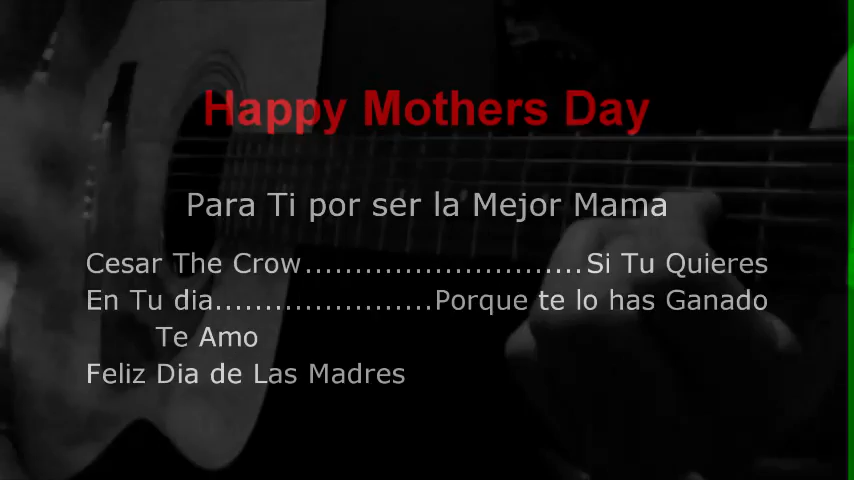 Happy Mothers Day
Para Ti por ser la Mejor Mama
Cesar The Crow............................Si Tu Quieres
En Tu dia......................Porque te lo has Ganado
Te Amo
Feliz Dia de Las Madres